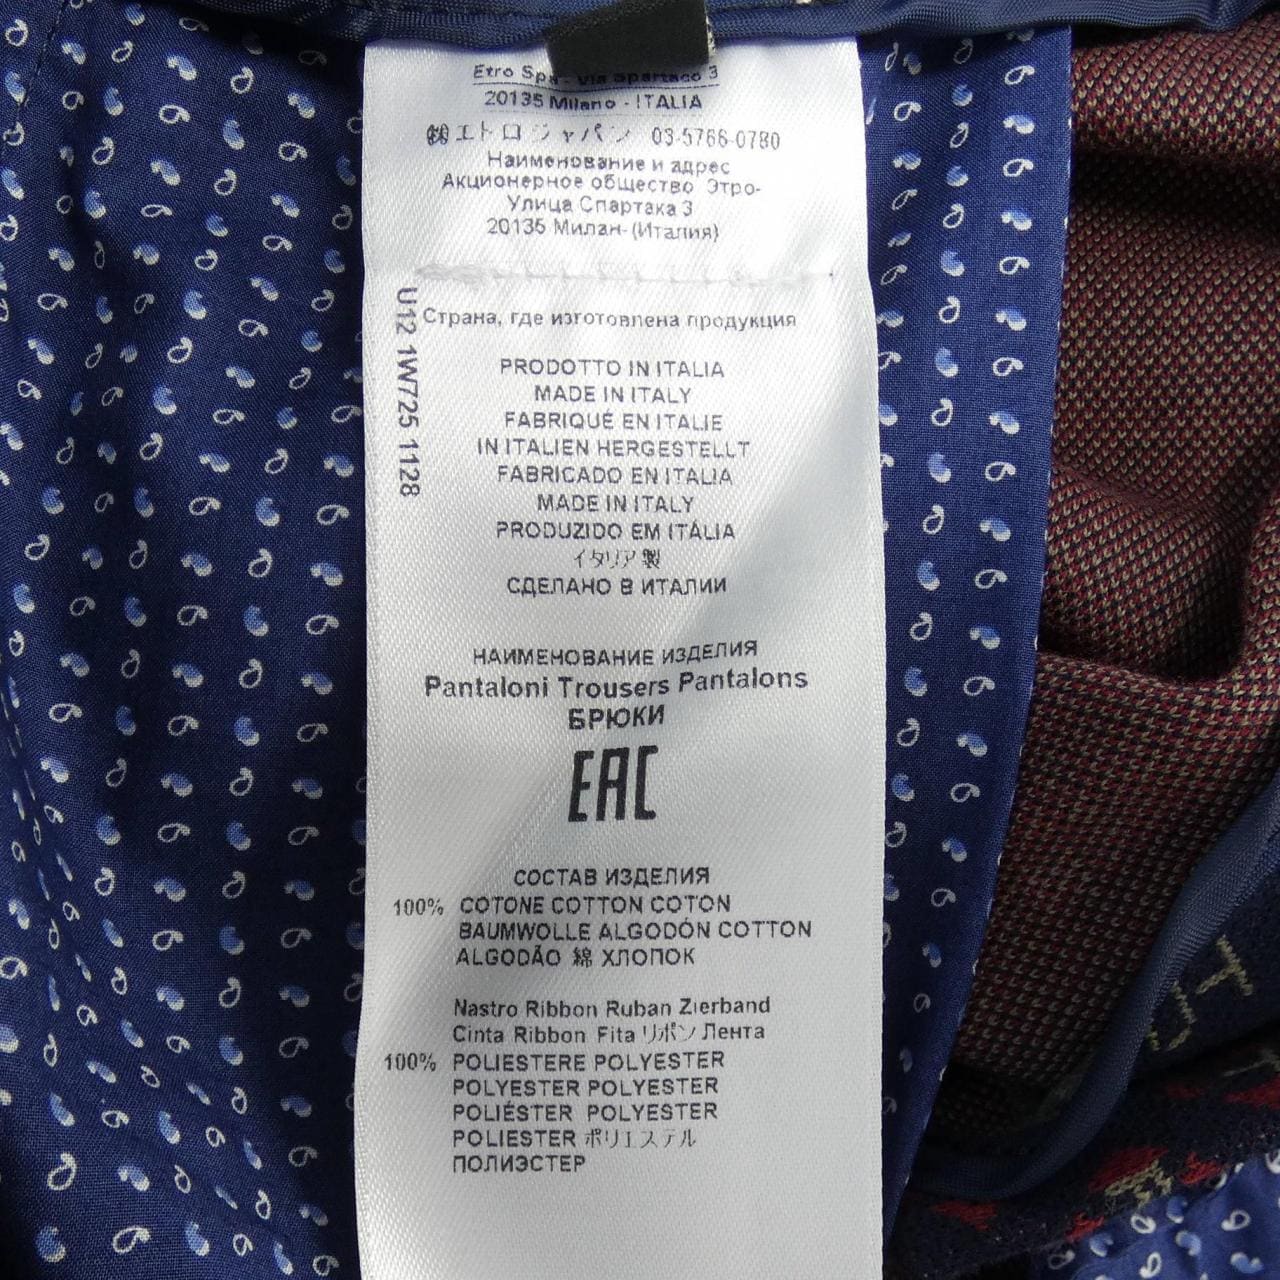 Etro Spa - Via Spartaco 3
20135 Milano - ITALIA
㈱エトロ ジャパン 03-5766-0780
Наименование и адрес
Акционерное общество Этро-
Улица Спартака 3
20135 Милан-(Италия)
Страна, где изготовлена продукция
U12 1W725 1128
PRODOTTO IN ITALIA
MADE IN ITALY
FABRIQUÉ EN ITALIE
IN ITALIEN HERGESTELLT
FABRICADO EN ITALIA
MADE IN ITALY
PRODUZIDO EM ITÁLIA
イタリア製
СДЕЛАНО В ИТАЛИИ
НАИМЕНОВАНИЕ ИЗДЕЛИЯ
Pantaloni Trousers Pantalons
БРЮКИ
EAC
СОСТАВ ИЗДЕЛИЯ
100% COTONE COTTON COTON
BAUMWOLLE ALGODÓN COTTON
ALGODÃO 綿 ХЛОПОК
Nastro Ribbon Ruban Zierband
Cinta Ribbon Fita リボン Лента
100% POLIESTERE POLYESTER
POLYESTER POLYESTER
POLIÉSTER POLYESTER
POLIESTER ポリエステル
ПОЛИЭСТЕР